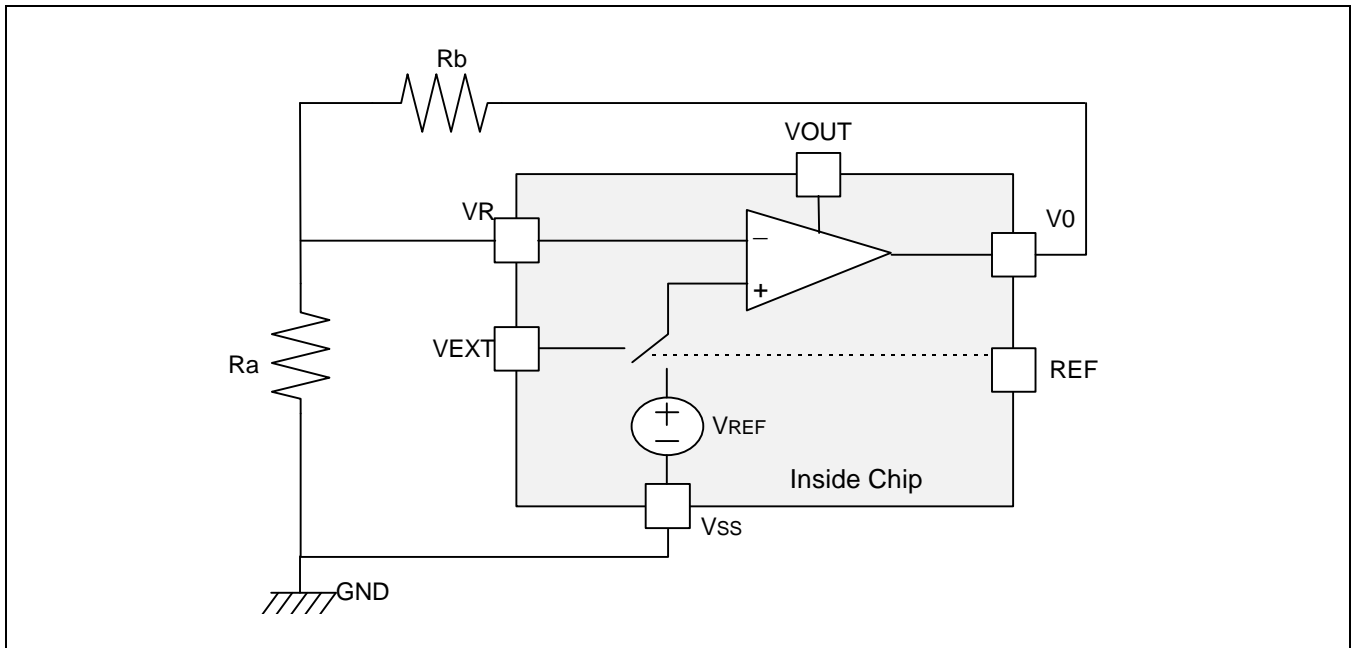 Rb
VOUT
VR
V0
−
+
VEXT
Ra
REF
+
−
VREF
Inside Chip
VSS
GND